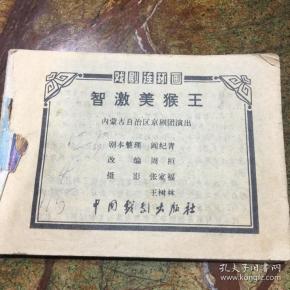 戏剧连环画
智激美猴王
内蒙古自治区京剧团演出
剧本整理 阎纪青
改编 周垣
摄影 张家福
王树林
中国戏剧出版社
孔夫子旧书网